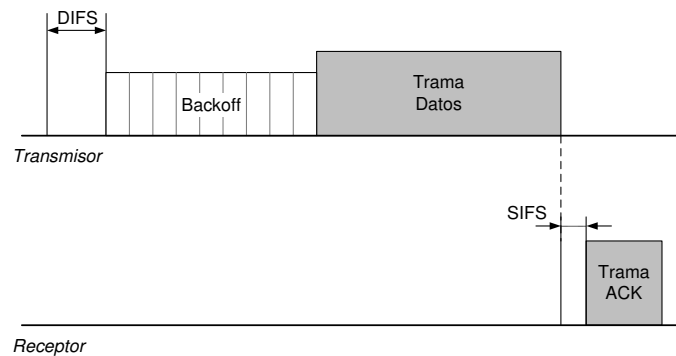 DIFS
Backoff
Trama
Datos
Transmisor
SIFS
Trama
ACK
Receptor